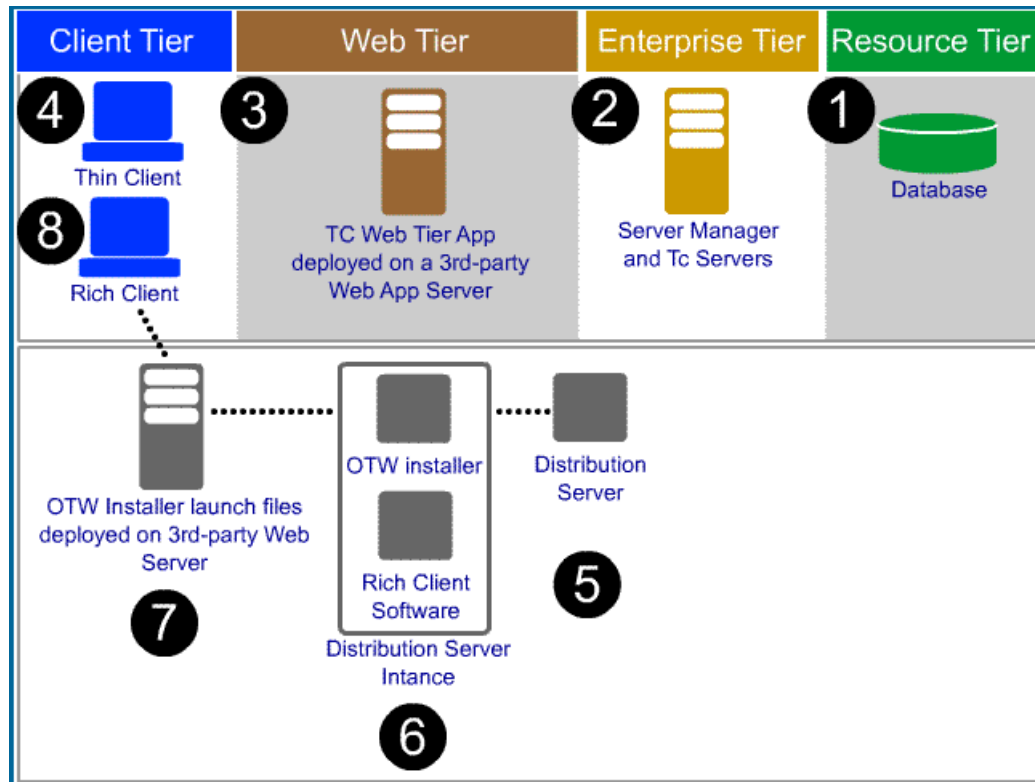 Client Tier
Web Tier
Enterprise Tier
Resource Tier
4
Thin Client
8
Rich Client
3
TC Web Tier App
deployed on a 3rd-party
Web App Server
2
Server Manager
and Tc Servers
1
Database
OTW Installer launch files
deployed on 3rd-party Web
Server
7
OTW installer
Rich Client
Software
Distribution Server
Intance
6
Distribution
Server
5